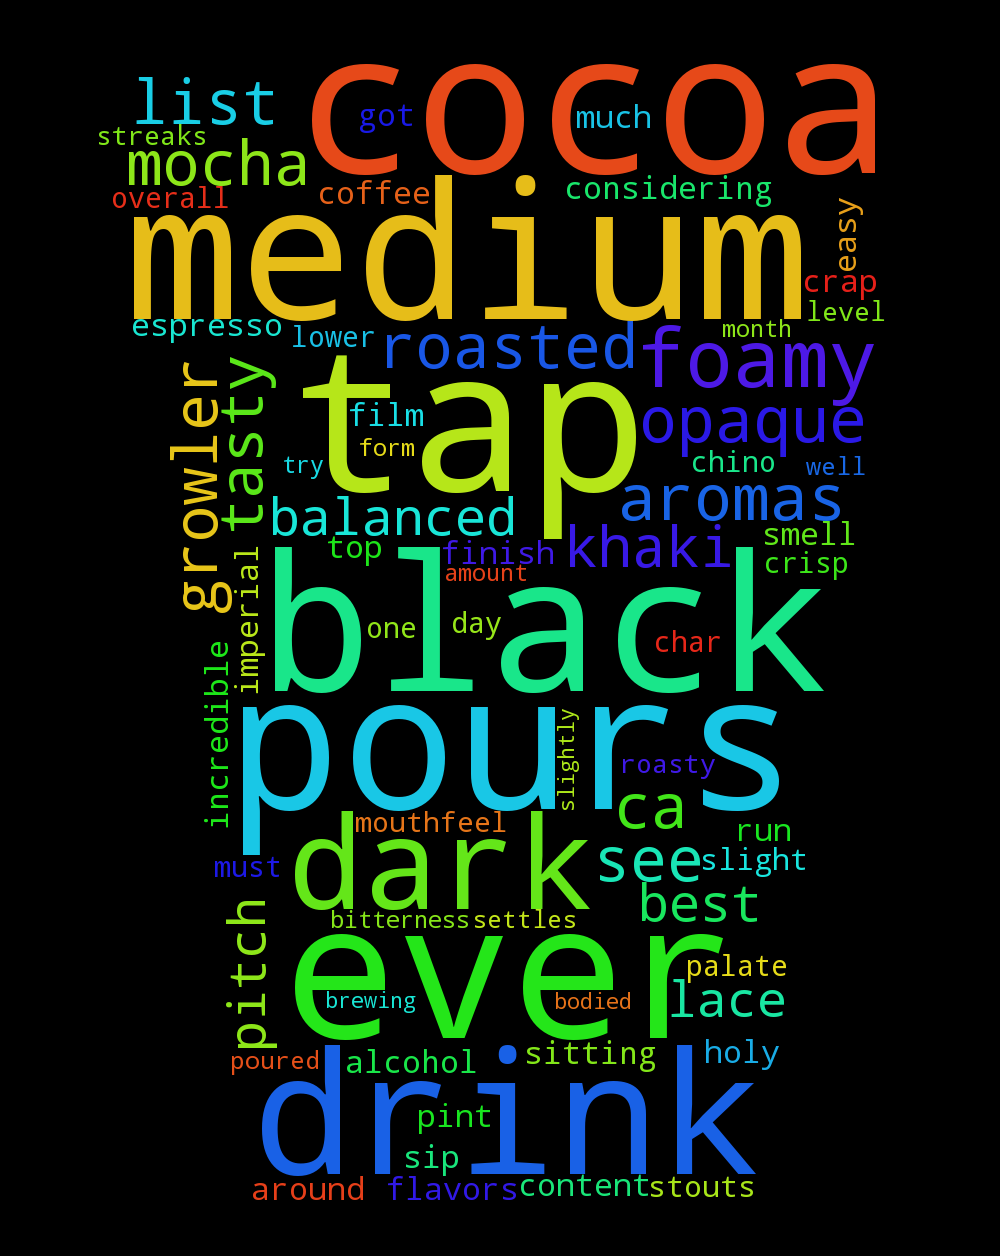 cocoa
list
got
much
streaks
mocha
overall
coffee
considering
medium
easy
crap
level
espresso
lower
roasted
month
foamy
growler
tasty
tap
film
form
opaque
try
chino
well
aromas
balanced
khaki
smell
top
finish
crisp
imperial
amount
black
one
day
char
incredible
pours
slightly
roasty
ca
mouthfeel
run
dark
see
slight
must
best
pitch
bitterness
settles
ever
palate
brewing
bodied
lace
poured
alcohol
sitting
holy
drink
pint
sip
around
flavors
content
stouts